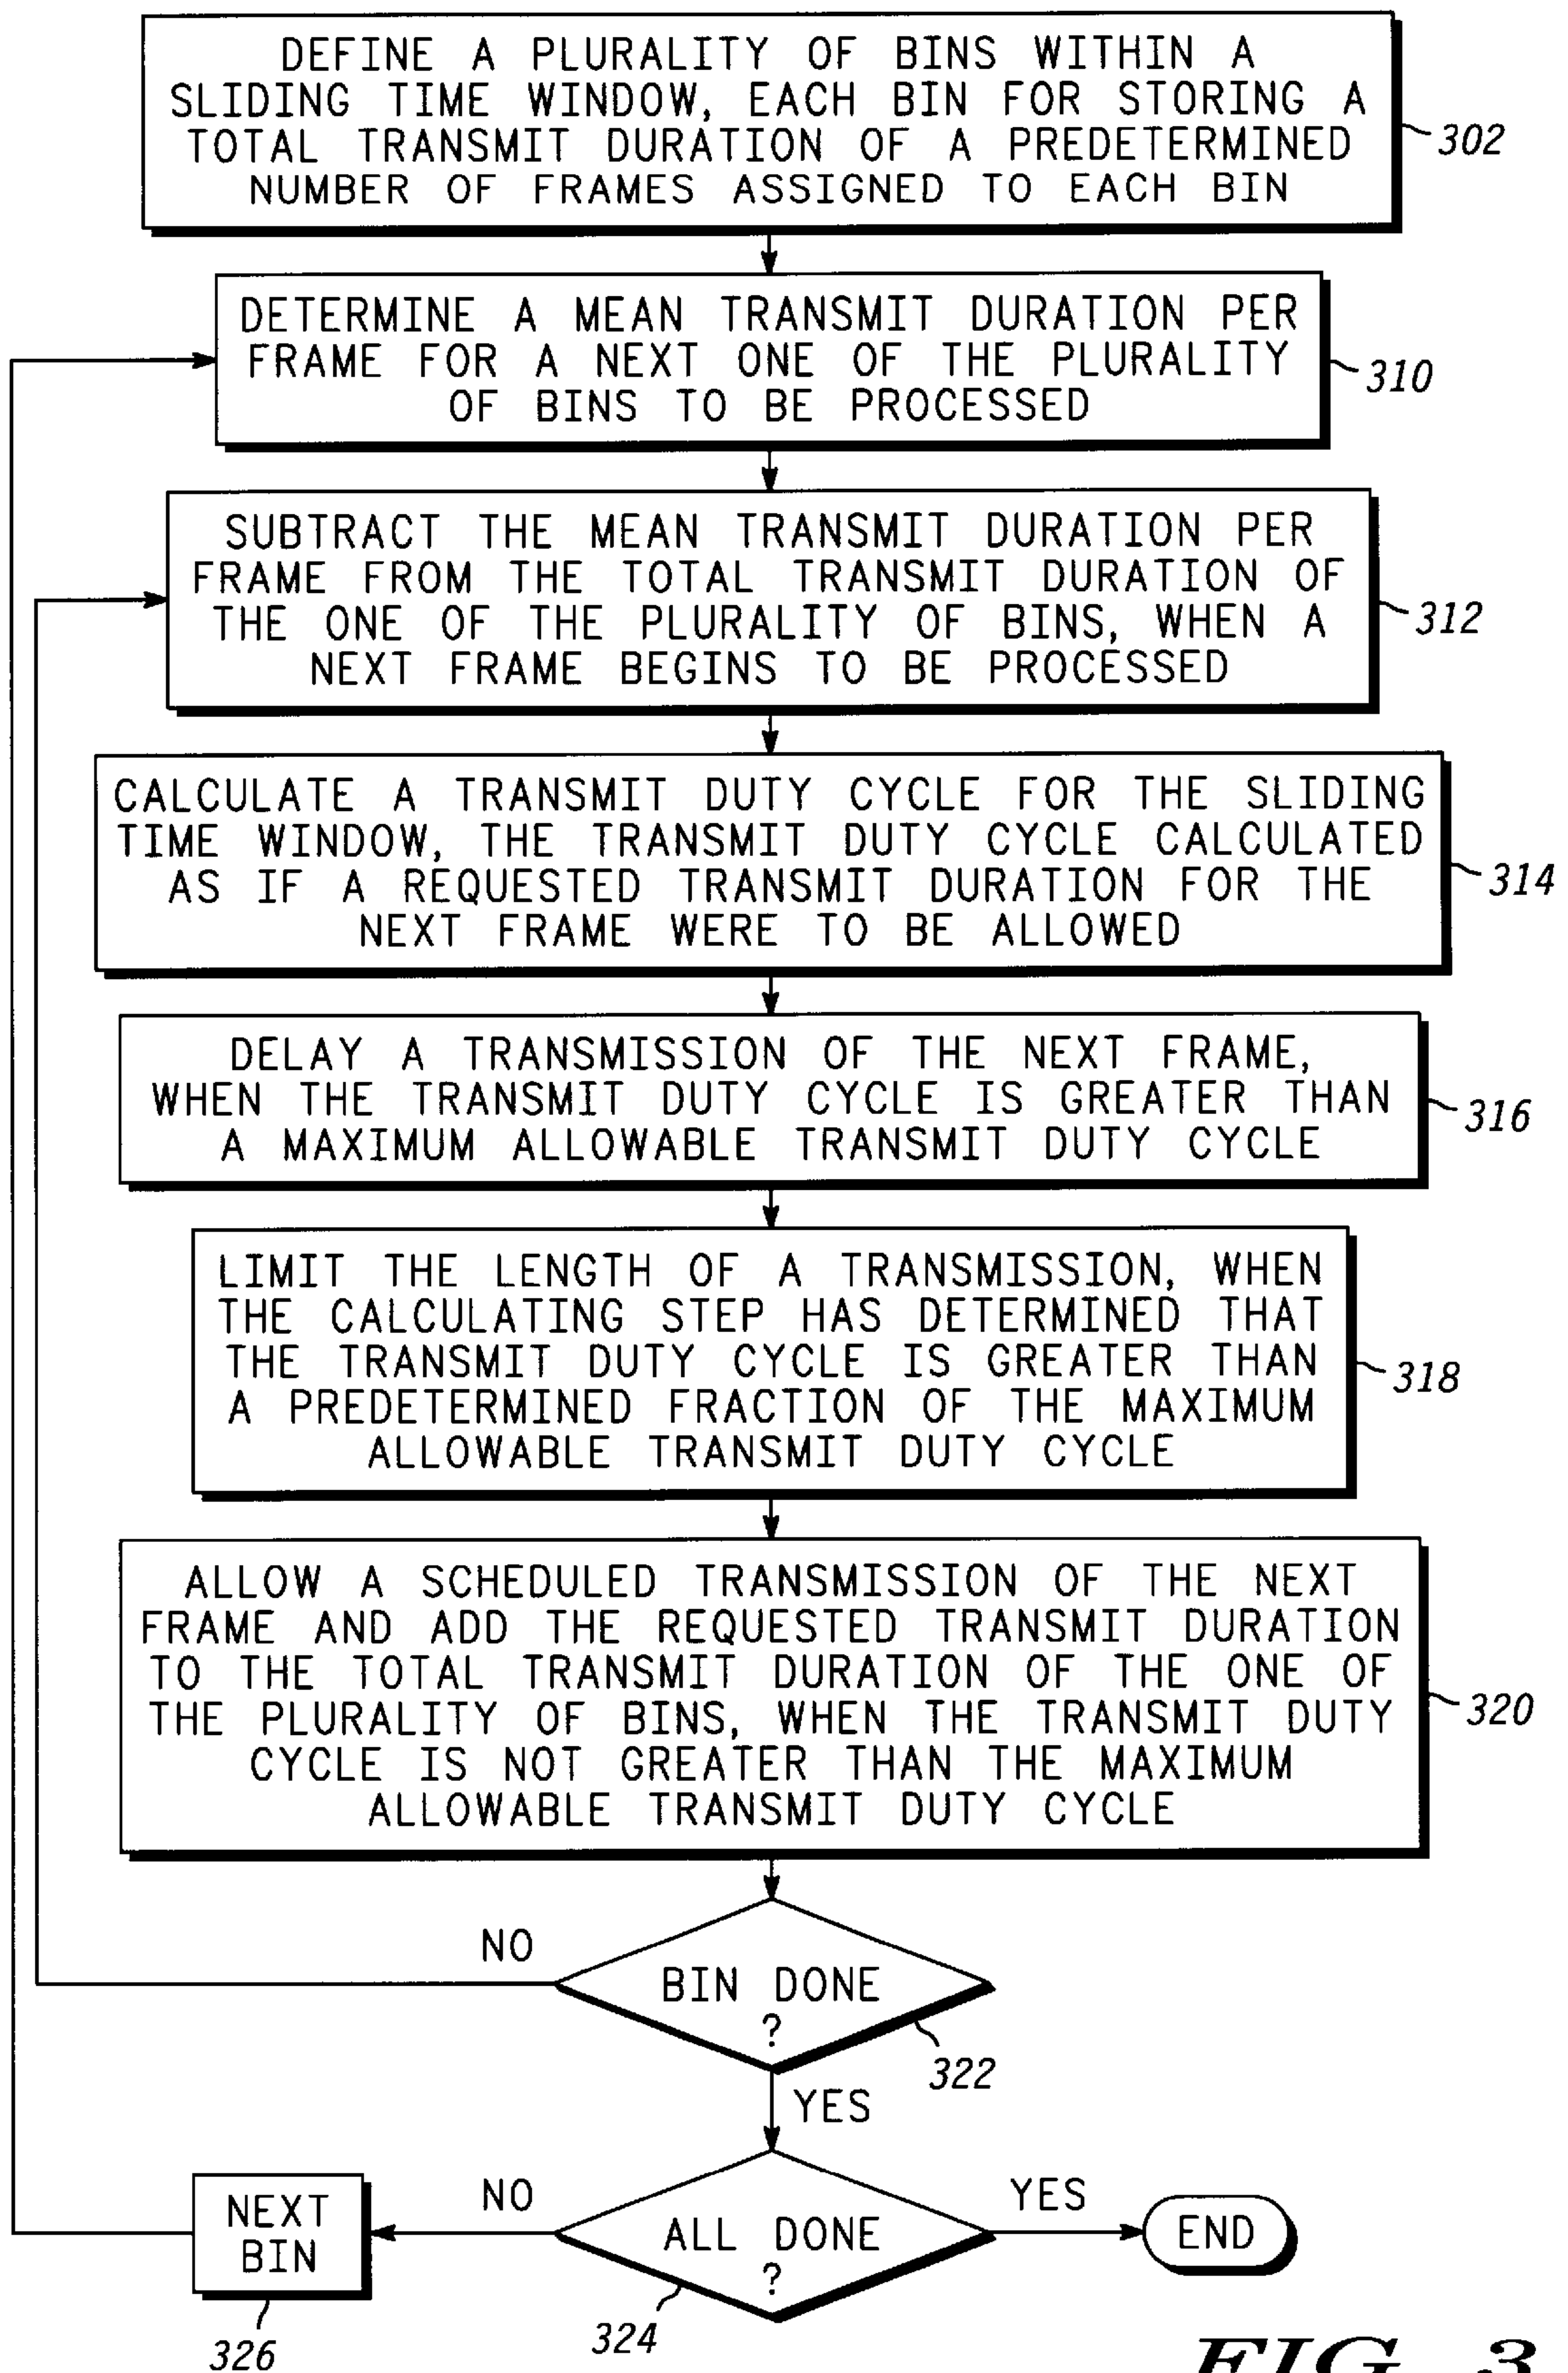 DEFINE A PLURALITY OF BINS WITHIN A
SLIDING TIME WINDOW, EACH BIN FOR STORING A
TOTAL TRANSMIT DURATION OF A PREDETERMINED
NUMBER OF FRAMES ASSIGNED TO EACH BIN
302
DETERMINE A MEAN TRANSMIT DURATION PER
FRAME FOR A NEXT ONE OF THE PLURALITY
OF BINS TO BE PROCESSED
310
SUBTRACT THE MEAN TRANSMIT DURATION PER
FRAME FROM THE TOTAL TRANSMIT DURATION OF
THE ONE OF THE PLURALITY OF BINS, WHEN A
NEXT FRAME BEGINS TO BE PROCESSED
312
CALCULATE A TRANSMIT DUTY CYCLE FOR THE SLIDING
TIME WINDOW, THE TRANSMIT DUTY CYCLE CALCULATED
AS IF A REQUESTED TRANSMIT DURATION FOR THE
NEXT FRAME WERE TO BE ALLOWED
314
DELAY A TRANSMISSION OF THE NEXT FRAME,
WHEN THE TRANSMIT DUTY CYCLE IS GREATER THAN
A MAXIMUM ALLOWABLE TRANSMIT DUTY CYCLE
316
LIMIT THE LENGTH OF A TRANSMISSION, WHEN
THE CALCULATING STEP HAS DETERMINED THAT
THE TRANSMIT DUTY CYCLE IS GREATER THAN
A PREDETERMINED FRACTION OF THE MAXIMUM
ALLOWABLE TRANSMIT DUTY CYCLE
318
ALLOW A SCHEDULED TRANSMISSION OF THE NEXT
FRAME AND ADD THE REQUESTED TRANSMIT DURATION
TO THE TOTAL TRANSMIT DURATION OF THE ONE OF
THE PLURALITY OF BINS, WHEN THE TRANSMIT DUTY
CYCLE IS NOT GREATER THAN THE MAXIMUM
ALLOWABLE TRANSMIT DUTY CYCLE
320
NO
BIN DONE
?
322
YES
NEXT
BIN
326
NO
ALL DONE
?
324
YES
END
FIG. 3